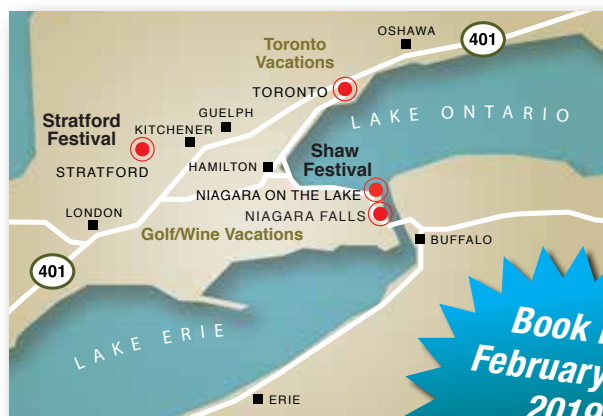 OSHAWA
401
Toronto
Vacations
TORONTO
LAKE ONTARIO
GUELPH
Stratford
Festival
KITCHENER
STRATFORD
HAMILTON
Shaw
Festival
NIAGARA ON THE LAKE
NIAGARA FALLS
LONDON
Golf/Wine Vacations
BUFFALO
401
LAKE ERIE
ERIE
Book
February
2019